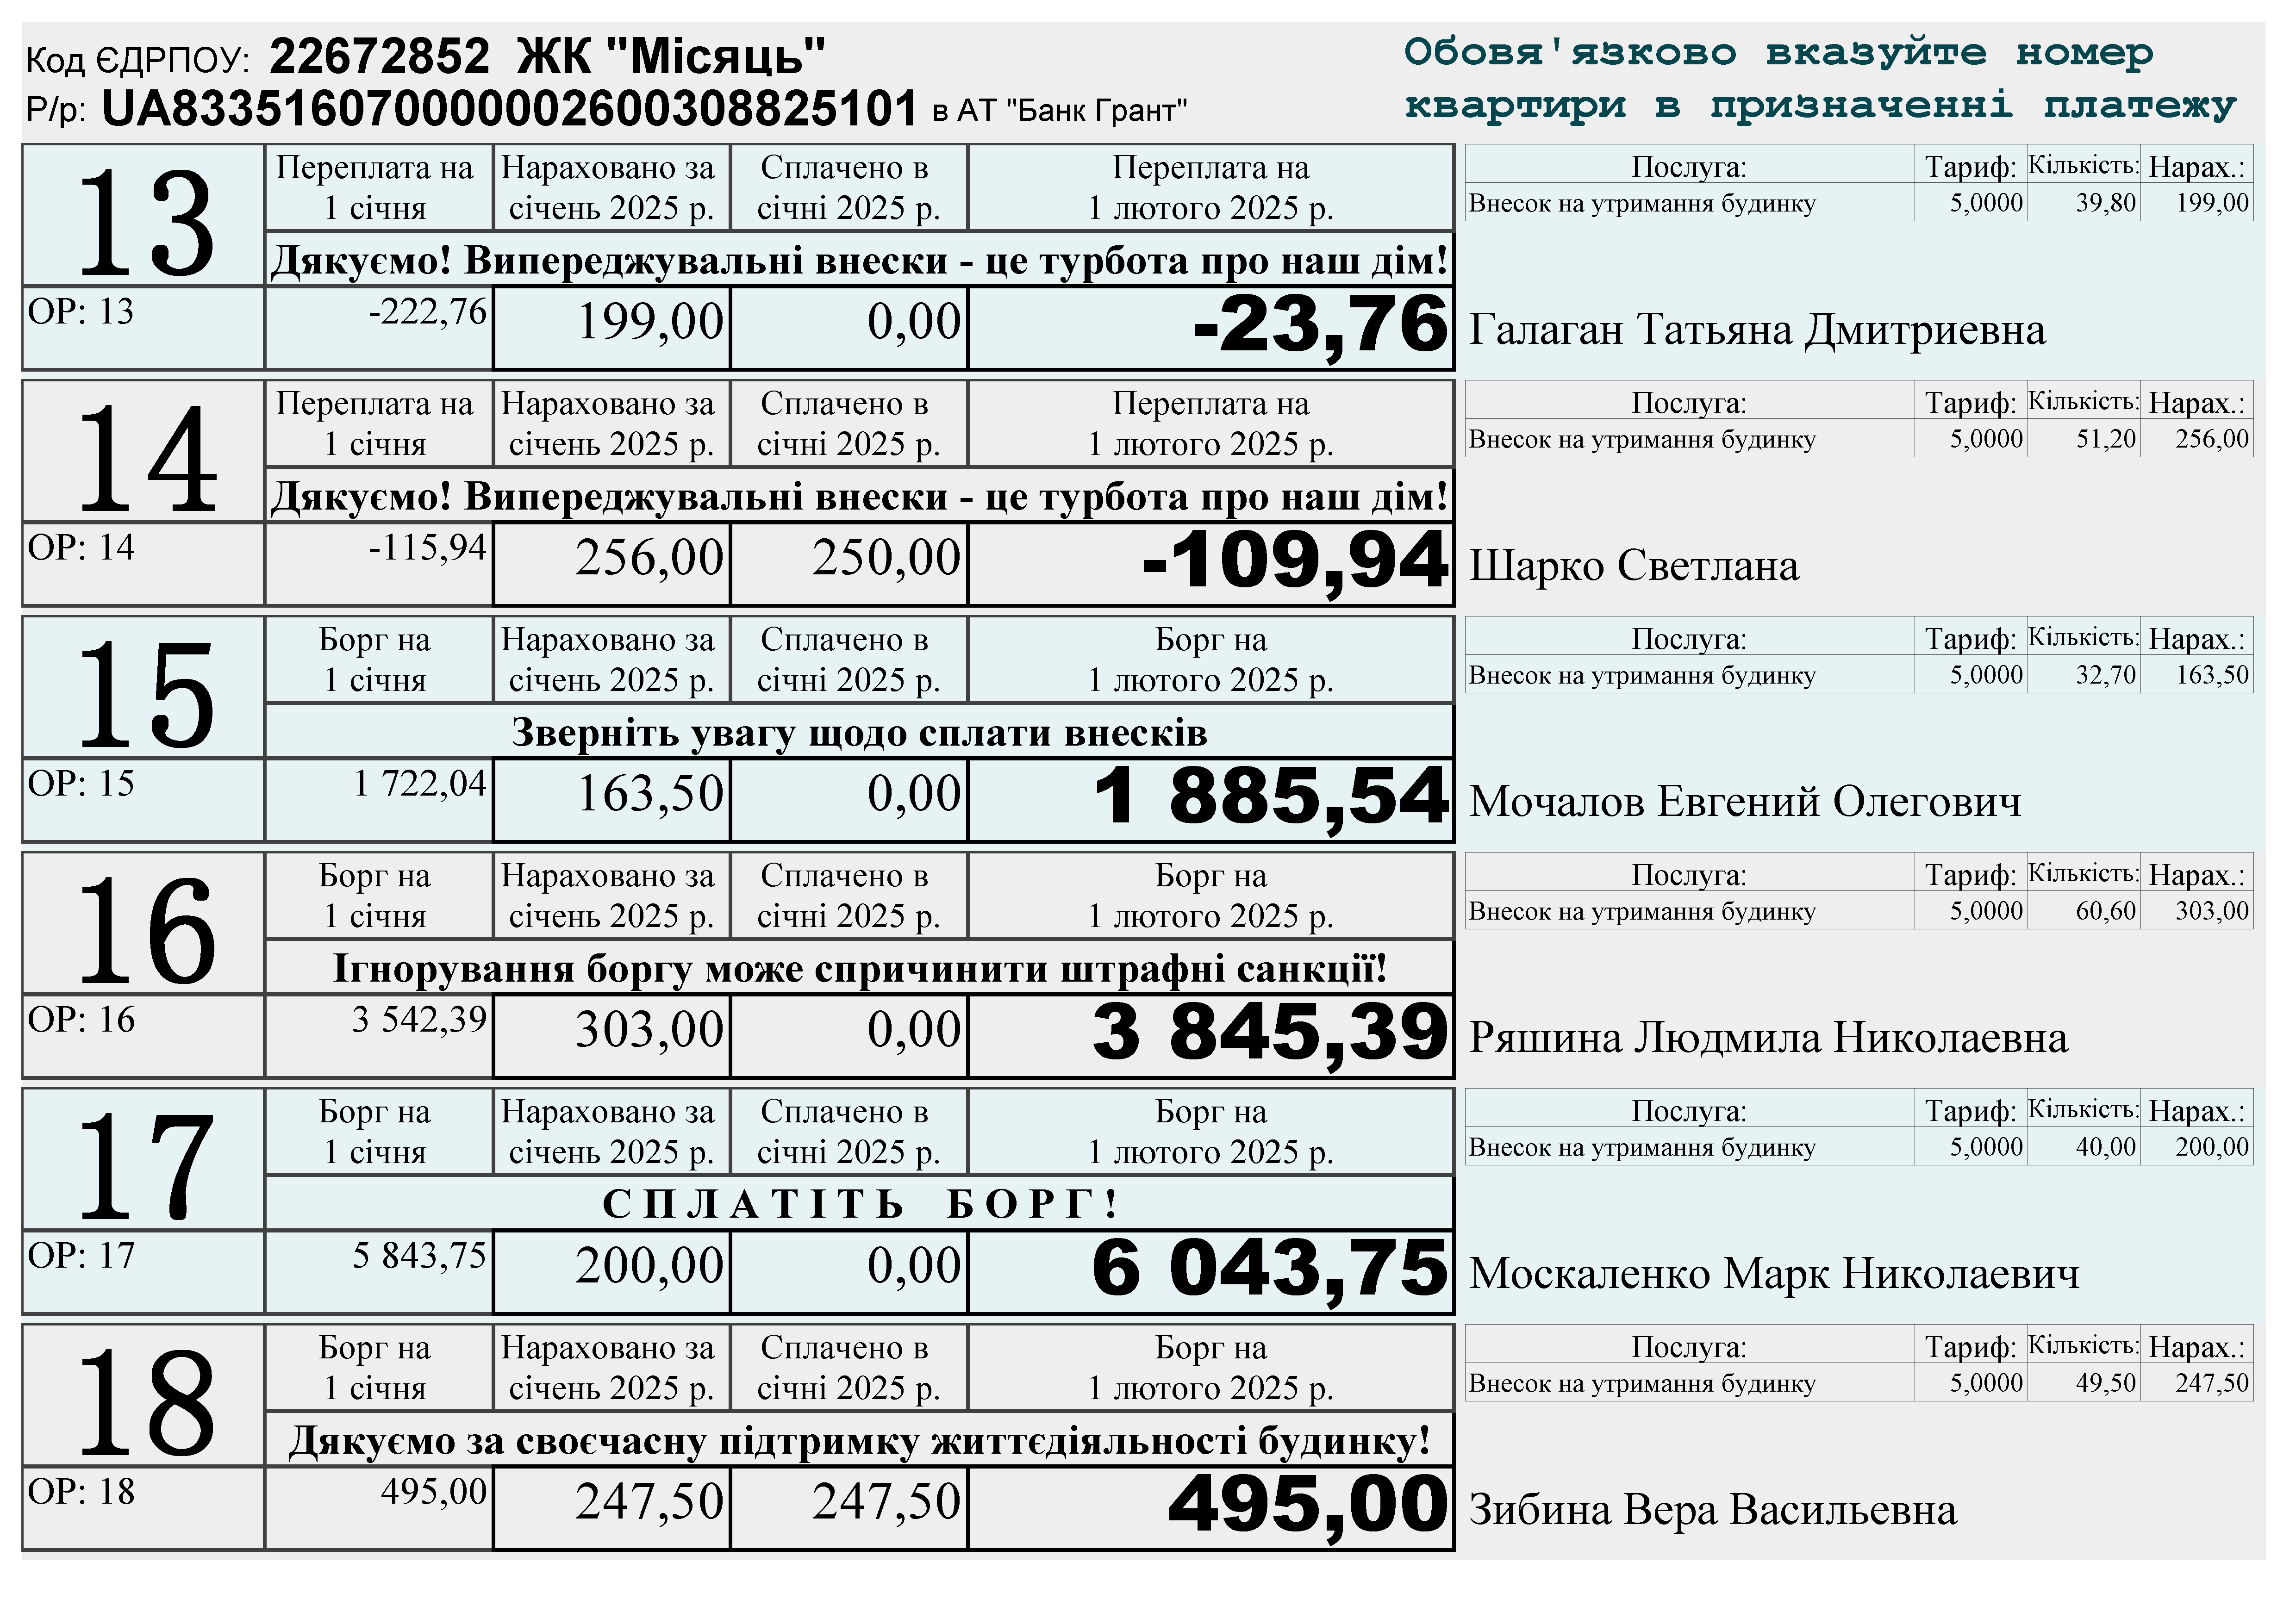 Код ЄДРПОУ: 22672852 ЖК "Місяць"
Р/р: UA833516070000002600308825101 в АТ "Банк Грант"
Обовя'язково вказуйте номер
квартири в призначенні платежу
13
Переплата на 1 січня
Нараховано за січень 2025 р.
Сплачено в січні 2025 р.
Переплата на 1 лютого 2025 р.
Дякуємо! Випереджувальні внески - це турбота про наш дім!
ОР: 13 -222,76 199,00 0,00 -23,76
Послуга: Тариф: Кількість: Нарах.:
Внесок на утримання будинку 5,0000 39,80 199,00
Галаган Татьяна Дмитриевна
14
Переплата на 1 січня
Нараховано за січень 2025 р.
Сплачено в січні 2025 р.
Переплата на 1 лютого 2025 р.
Дякуємо! Випереджувальні внески - це турбота про наш дім!
ОР: 14 -115,94 256,00 250,00 -109,94
Послуга: Тариф: Кількість: Нарах.:
Внесок на утримання будинку 5,0000 51,20 256,00
Шарко Светлана
15
Борг на 1 січня
Нараховано за січень 2025 р.
Сплачено в січні 2025 р.
Борг на 1 лютого 2025 р.
Зверніть увагу щодо сплати внесків
ОР: 15 1 722,04 163,50 0,00 1 885,54
Послуга: Тариф: Кількість: Нарах.:
Внесок на утримання будинку 5,0000 32,70 163,50
Мочалов Евгений Олегович
16
Борг на 1 січня
Нараховано за січень 2025 р.
Сплачено в січні 2025 р.
Борг на 1 лютого 2025 р.
Ігнорування боргу може спричинити штрафні санкції!
ОР: 16 3 542,39 303,00 0,00 3 845,39
Послуга: Тариф: Кількість: Нарах.:
Внесок на утримання будинку 5,0000 60,60 303,00
Ряшина Людмила Николаевна
17
Борг на 1 січня
Нараховано за січень 2025 р.
Сплачено в січні 2025 р.
Борг на 1 лютого 2025 р.
С П Л А Т І Т Ь Б О Р Г !
ОР: 17 5 843,75 200,00 0,00 6 043,75
Послуга: Тариф: Кількість: Нарах.:
Внесок на утримання будинку 5,0000 40,00 200,00
Москаленко Марк Николаевич
18
Борг на 1 січня
Нараховано за січень 2025 р.
Сплачено в січні 2025 р.
Борг на 1 лютого 2025 р.
Дякуємо за своєчасну підтримку життєдіяльності будинку!
ОР: 18 495,00 247,50 247,50 495,00
Послуга: Тариф: Кількість: Нарах.:
Внесок на утримання будинку 5,0000 49,50 247,50
Зибина Вера Васильевна